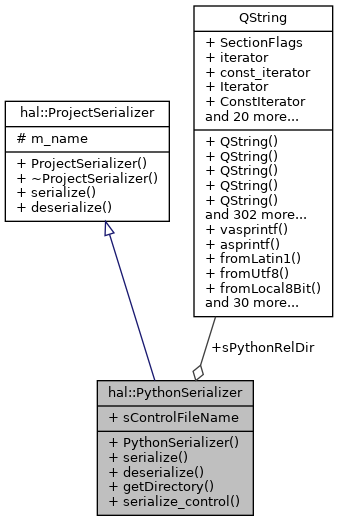 QString
+ SectionFlags
+ iterator
+ const_iterator
+ Iterator
+ ConstIterator
and 20 more...
+ QString()
+ QString()
+ QString()
+ QString()
+ QString()
and 302 more...
+ vasprintf()
+ asprintf()
+ fromLatin1()
+ fromUtf8()
+ fromLocal8Bit()
and 30 more...
hal::ProjectSerializer
# m_name
+ ProjectSerializer()
+ ~ProjectSerializer()
+ serialize()
+ deserialize()
+sPythonRelDir
hal::PythonSerializer
+ sControlFileName
+ PythonSerializer()
+ serialize()
+ deserialize()
+ getDirectory()
+ serialize_control()